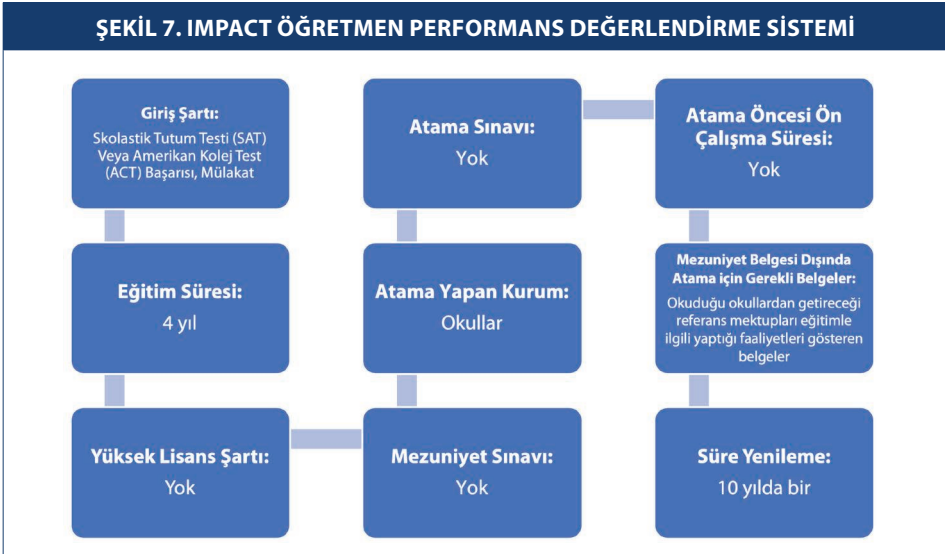 ŞEKİL 7. IMPACT ÖĞRETMEN PERFORMANS DEĞERLENDİRME SİSTEMİ
Giriş Şartı:
Skolastik Tutum Testi (SAT)
Veya Amerikan Kolej Test
(ACT) Başarısı, Mülakat
Eğitim Süresi:
4 yıl
Yüksek Lisans Şartı:
Yok
Mezuniyet Sınavı:
Yok
Atama Yapan Kurum:
Okullar
Atama Sınavı:
Yok
Atama Öncesi Ön
Çalışma Süresi:
Yok
Mezuniyet Belgesi Dışında
Atama için Gerekli Belgeler:
Okuduğu okullardan getireceği
referans mektupları eğitimle
ilgili yaptığı faaliyetleri gösteren
belgeler
Süre Yenileme:
10 yılda bir